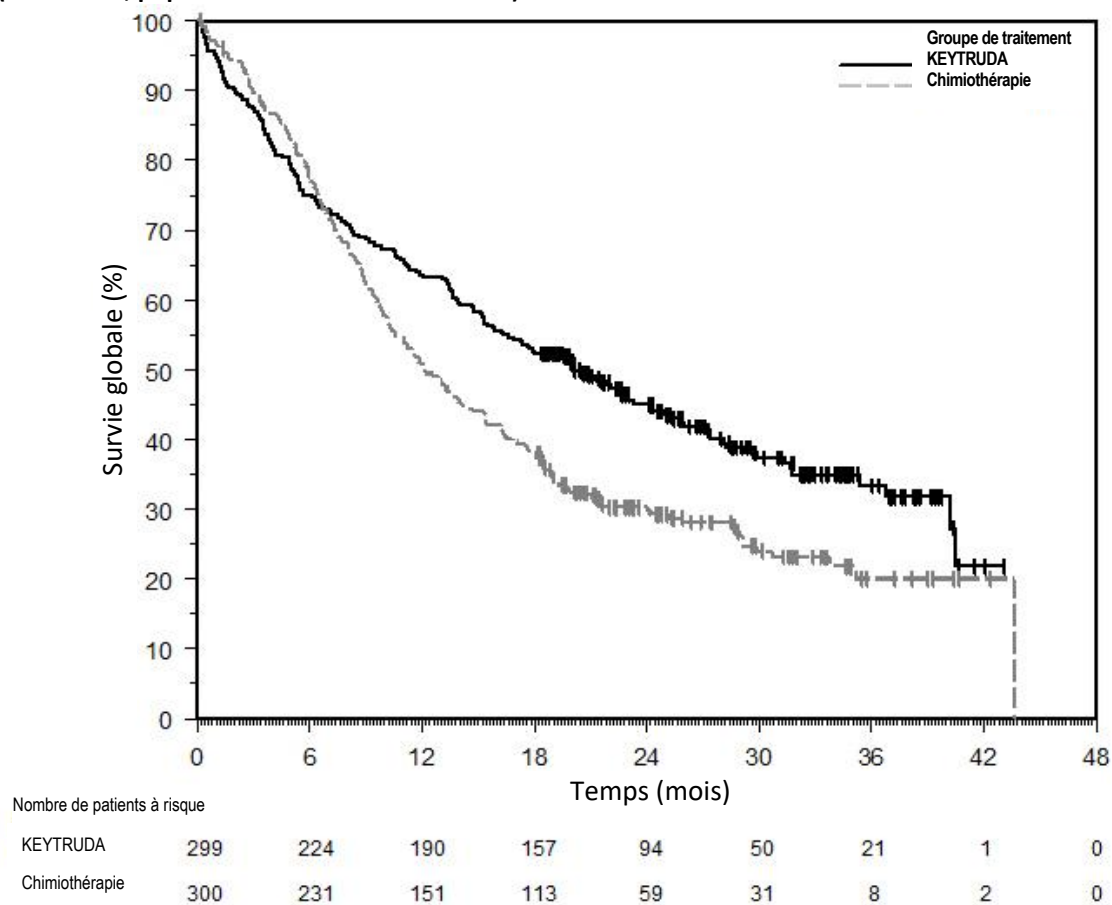 100
90
80
70
60
50
40
30
20
10
0
Survie globale (%)
Groupe de traitement
KEYTRUDA
Chimiothérapie
0 6 12 18 24 30 36 42 48
Temps (mois)
Nombre de patients à risque
KEYTRUDA 299 224 190 157 94 50 21 1 0
Chimiothérapie 300 231 151 113 59 31 8 2 0